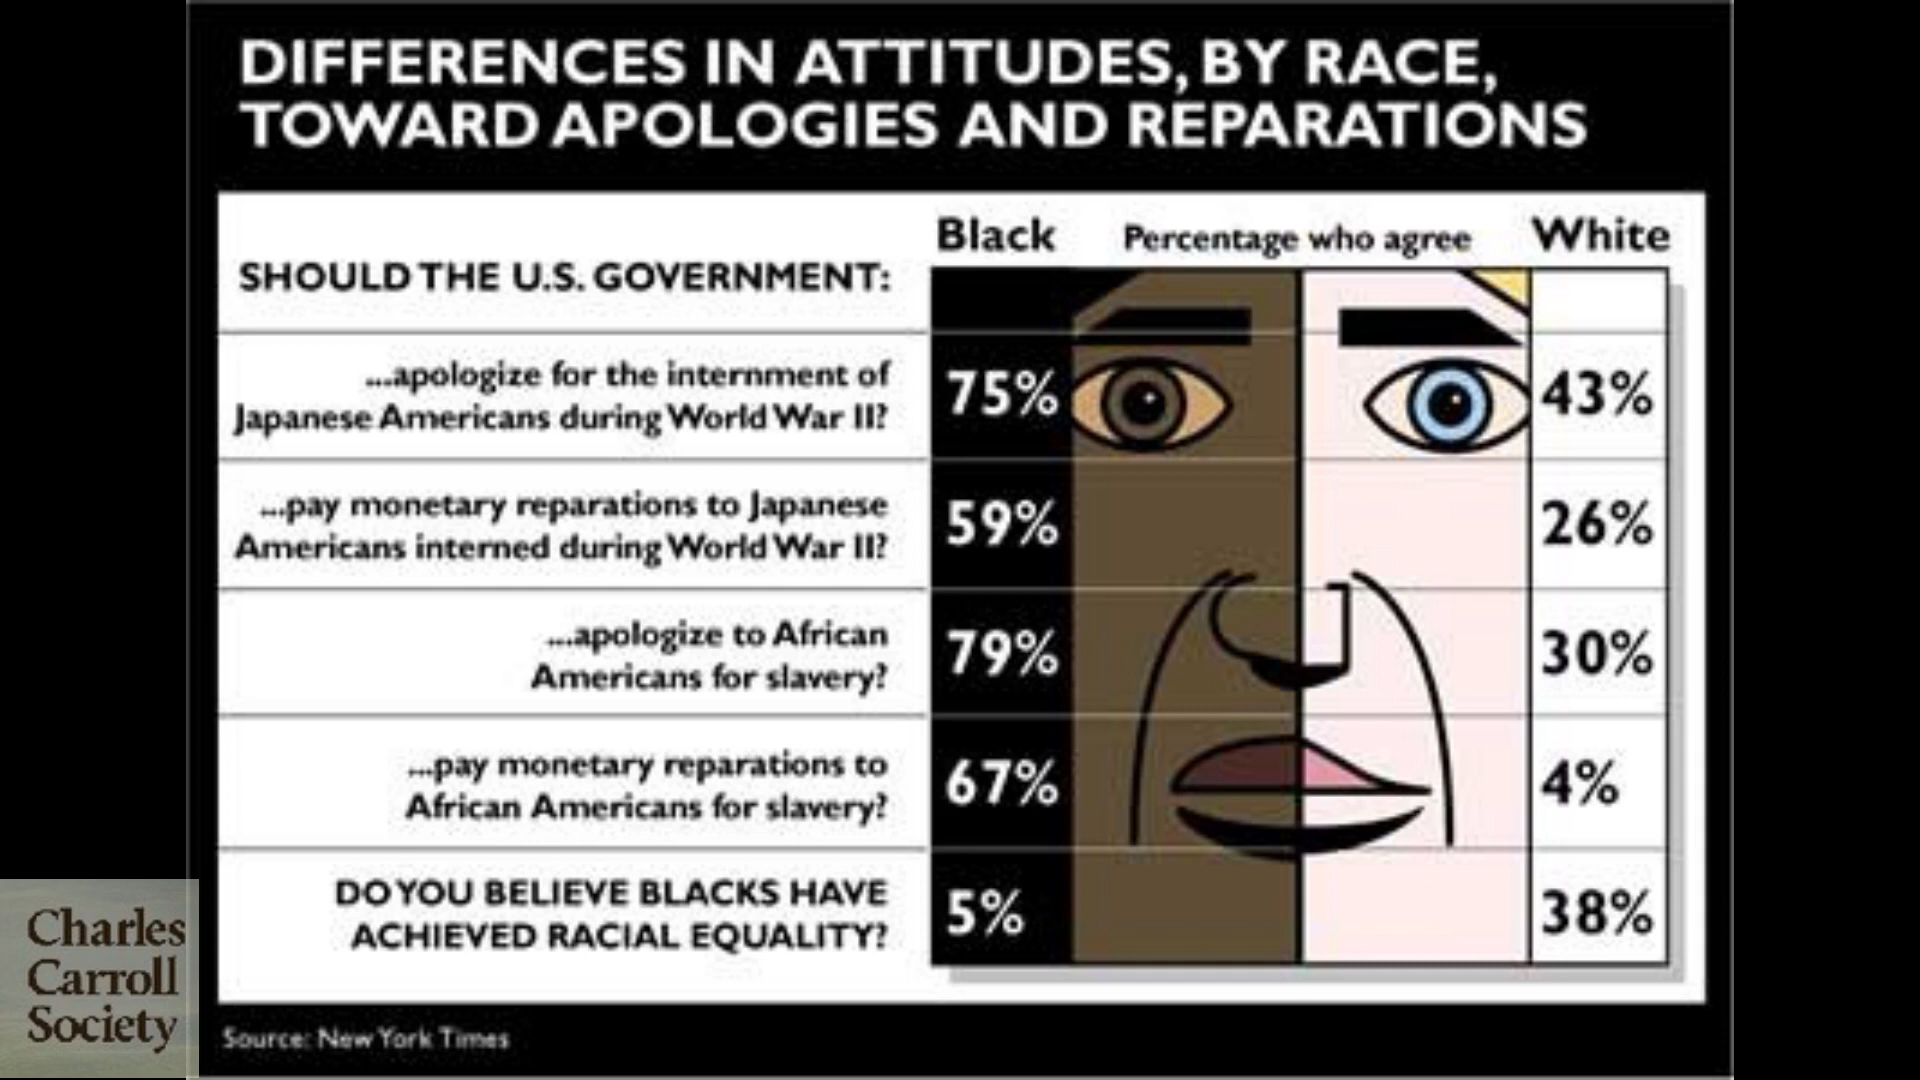 DIFFERENCES IN ATTITUDES, BY RACE,
TOWARD APOLOGIES AND REPARATIONS
Black Percentage who agree White
SHOULD THE U.S. GOVERNMENT:
...apologize for the internment of
Japanese Americans during World War II?
75% 43%
...pay monetary reparations to Japanese
Americans interned during World War II?
59% 26%
...apologize to African
Americans for slavery?
79% 30%
...pay monetary reparations to
African Americans for slavery?
67% 4%
DO YOU BELIEVE BLACKS HAVE
ACHIEVED RACIAL EQUALITY?
5% 38%
Charles
Carroll
Society
Source: New York Times